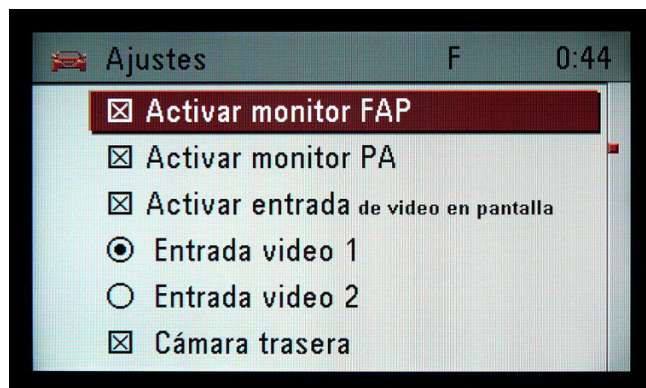 Ajustes F 0:44
Activar monitor FAP
Activar monitor PA
Activar entrada de video en pantalla
Entrada video 1
Entrada video 2
Cámara trasera